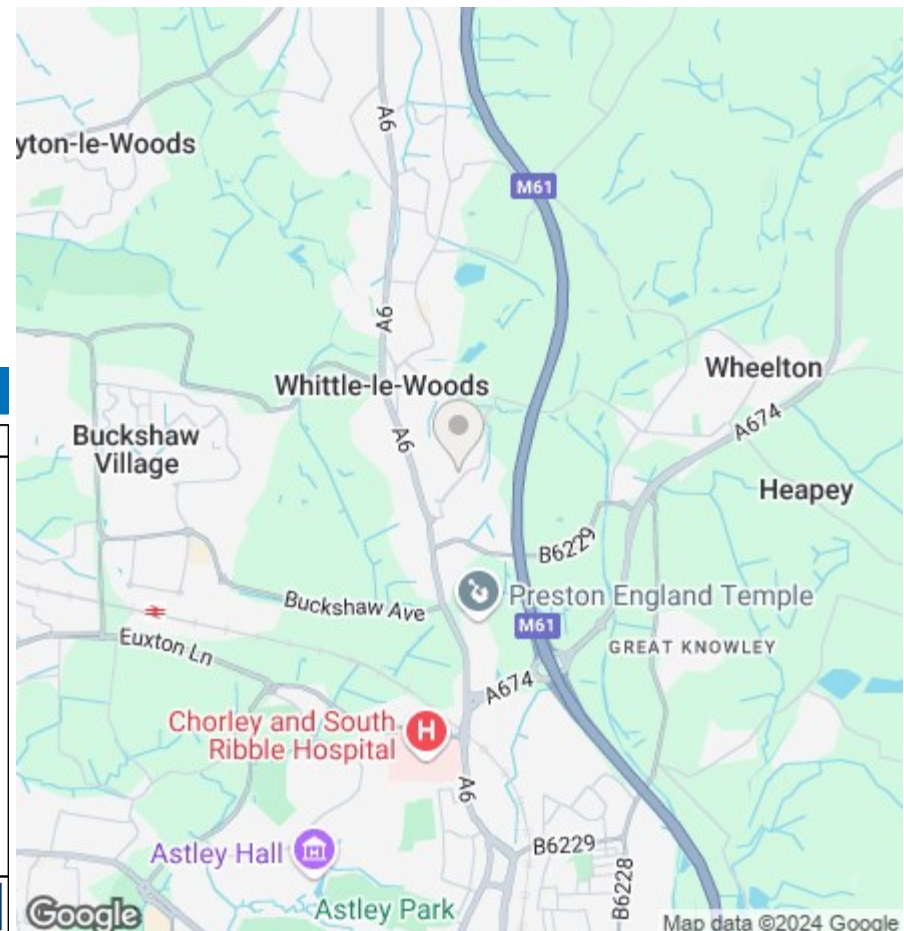 A6
yton-le-Woods
M61
A6
Wheelton
Whittle-le-Woods
A674
A6
Buckshaw
Village
Heapey
B6229
Preston England Temple
Buckshaw Ave
M61
Euxton Ln
GREAT KNOWLEY
A674
Chorley and South
Ribble Hospital
H
A6
B6229
Astley Hall
B6228
Astley Park
Google
Map data ©2024 Google